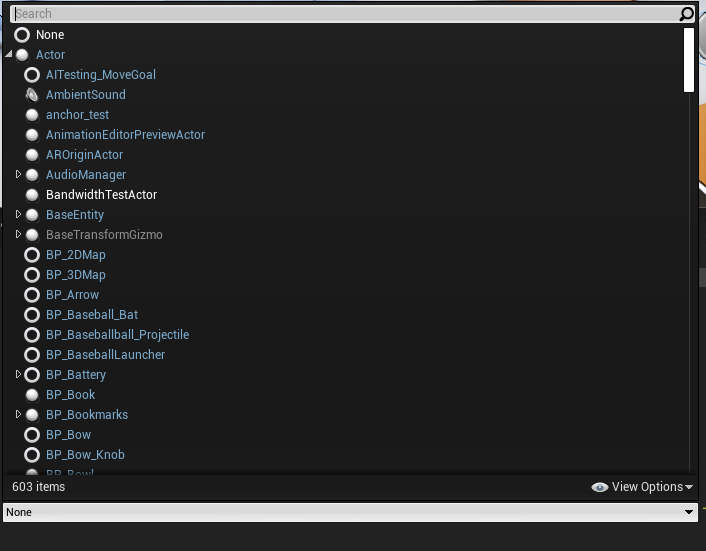 Search
None
Actor
AITesting_MoveGoal
AmbientSound
anchor_test
AnimationEditorPreviewActor
AROriginActor
AudioManager
BandwidthTestActor
BaseEntity
BaseTransformGizmo
BP_2DMap
BP_3DMap
BP_Arrow
BP_Baseball_Bat
BP_Baseballball_Projectile
BP_BaseballLauncher
BP_Battery
BP_Book
BP_Bookmarks
BP_Bow
BP_Bow_Knob
BP_Bowl
603 items View Options
None